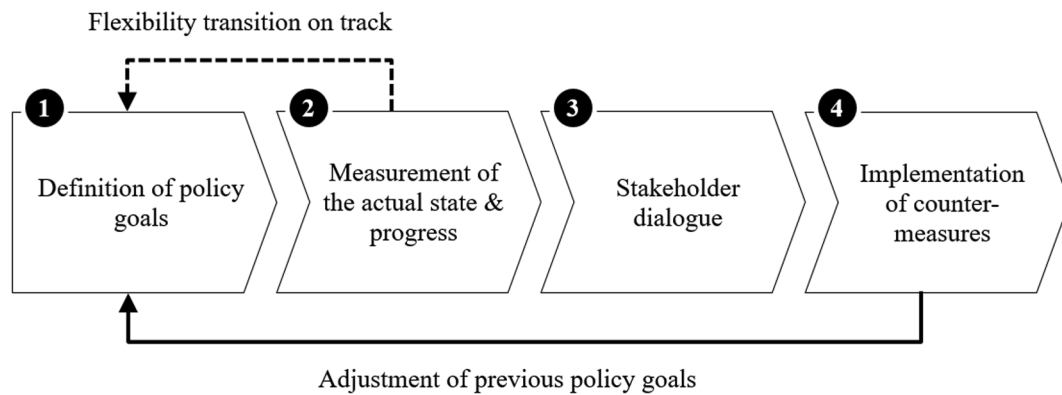 Flexibility transition on track
1
2
3
4
Definition of policy
goals
Measurement of
the actual state &
progress
Stakeholder
dialogue
Implementation
of counter-
measures
Adjustment of previous policy goals